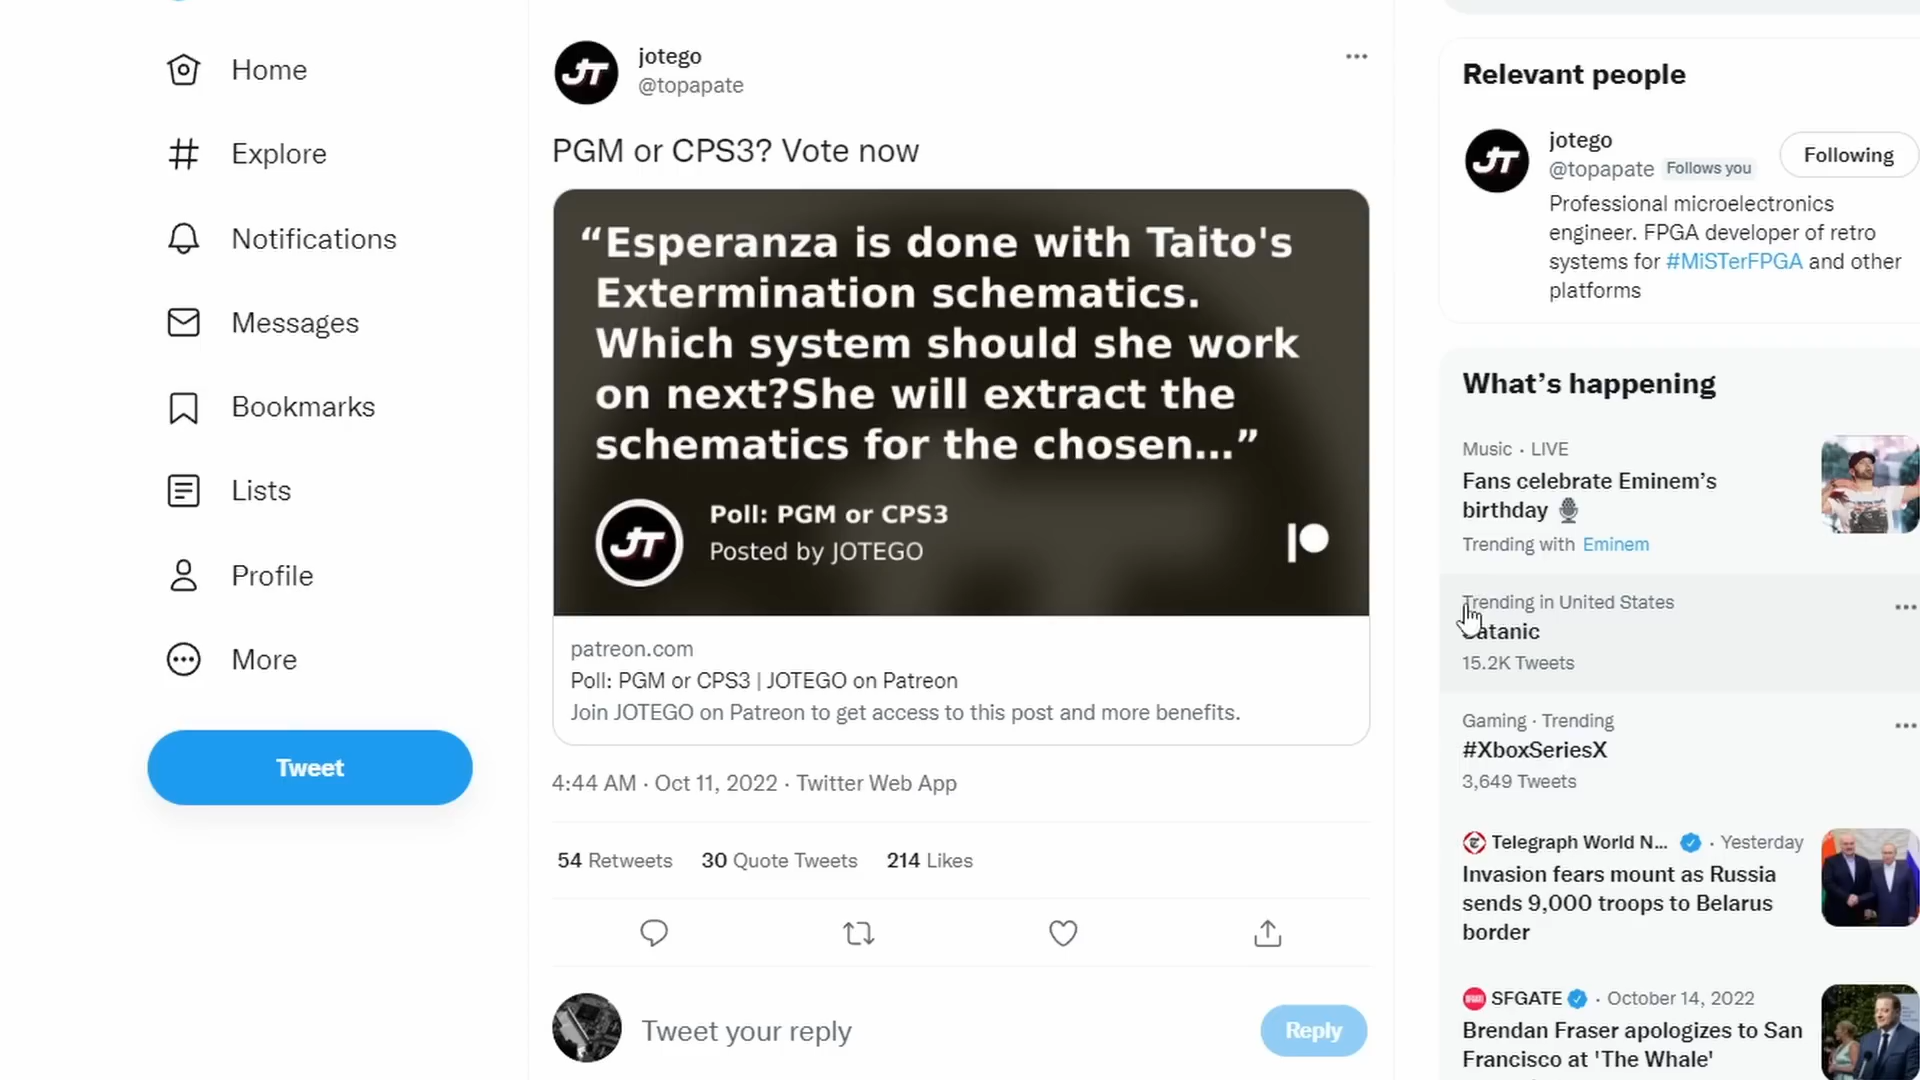 Home
Explore
Notifications
Messages
Bookmarks
Lists
Profile
More
Tweet
JT
jotego
@topapate
PGM or CPS3? Vote now
“Esperanza is done with Taito's
Extermination schematics.
Which system should she work
on next?She will extract the
schematics for the chosen...”
JT
Poll: PGM or CPS3
Posted by JOTEGO
patreon.com
Poll: PGM or CPS3 | JOTEGO on Patreon
Join JOTEGO on Patreon to get access to this post and more benefits.
4:44 AM · Oct 11, 2022 · Twitter Web App
54 Retweets 30 Quote Tweets 214 Likes
Tweet your reply
Reply
Relevant people
JT
jotego
@topapate Follows you
Following
Professional microelectronics
engineer. FPGA developer of retro
systems for #MiSTerFPGA and other
platforms
What’s happening
Music · LIVE
Fans celebrate Eminem’s
birthday
Trending with Eminem
Trending in United States
Satanic
15.2K Tweets
Gaming · Trending
#XboxSeriesX
3,649 Tweets
Telegraph World N... · Yesterday
Invasion fears mount as Russia
sends 9,000 troops to Belarus
border
SFGATE · October 14, 2022
Brendan Fraser apologizes to San
Francisco at 'The Whale'